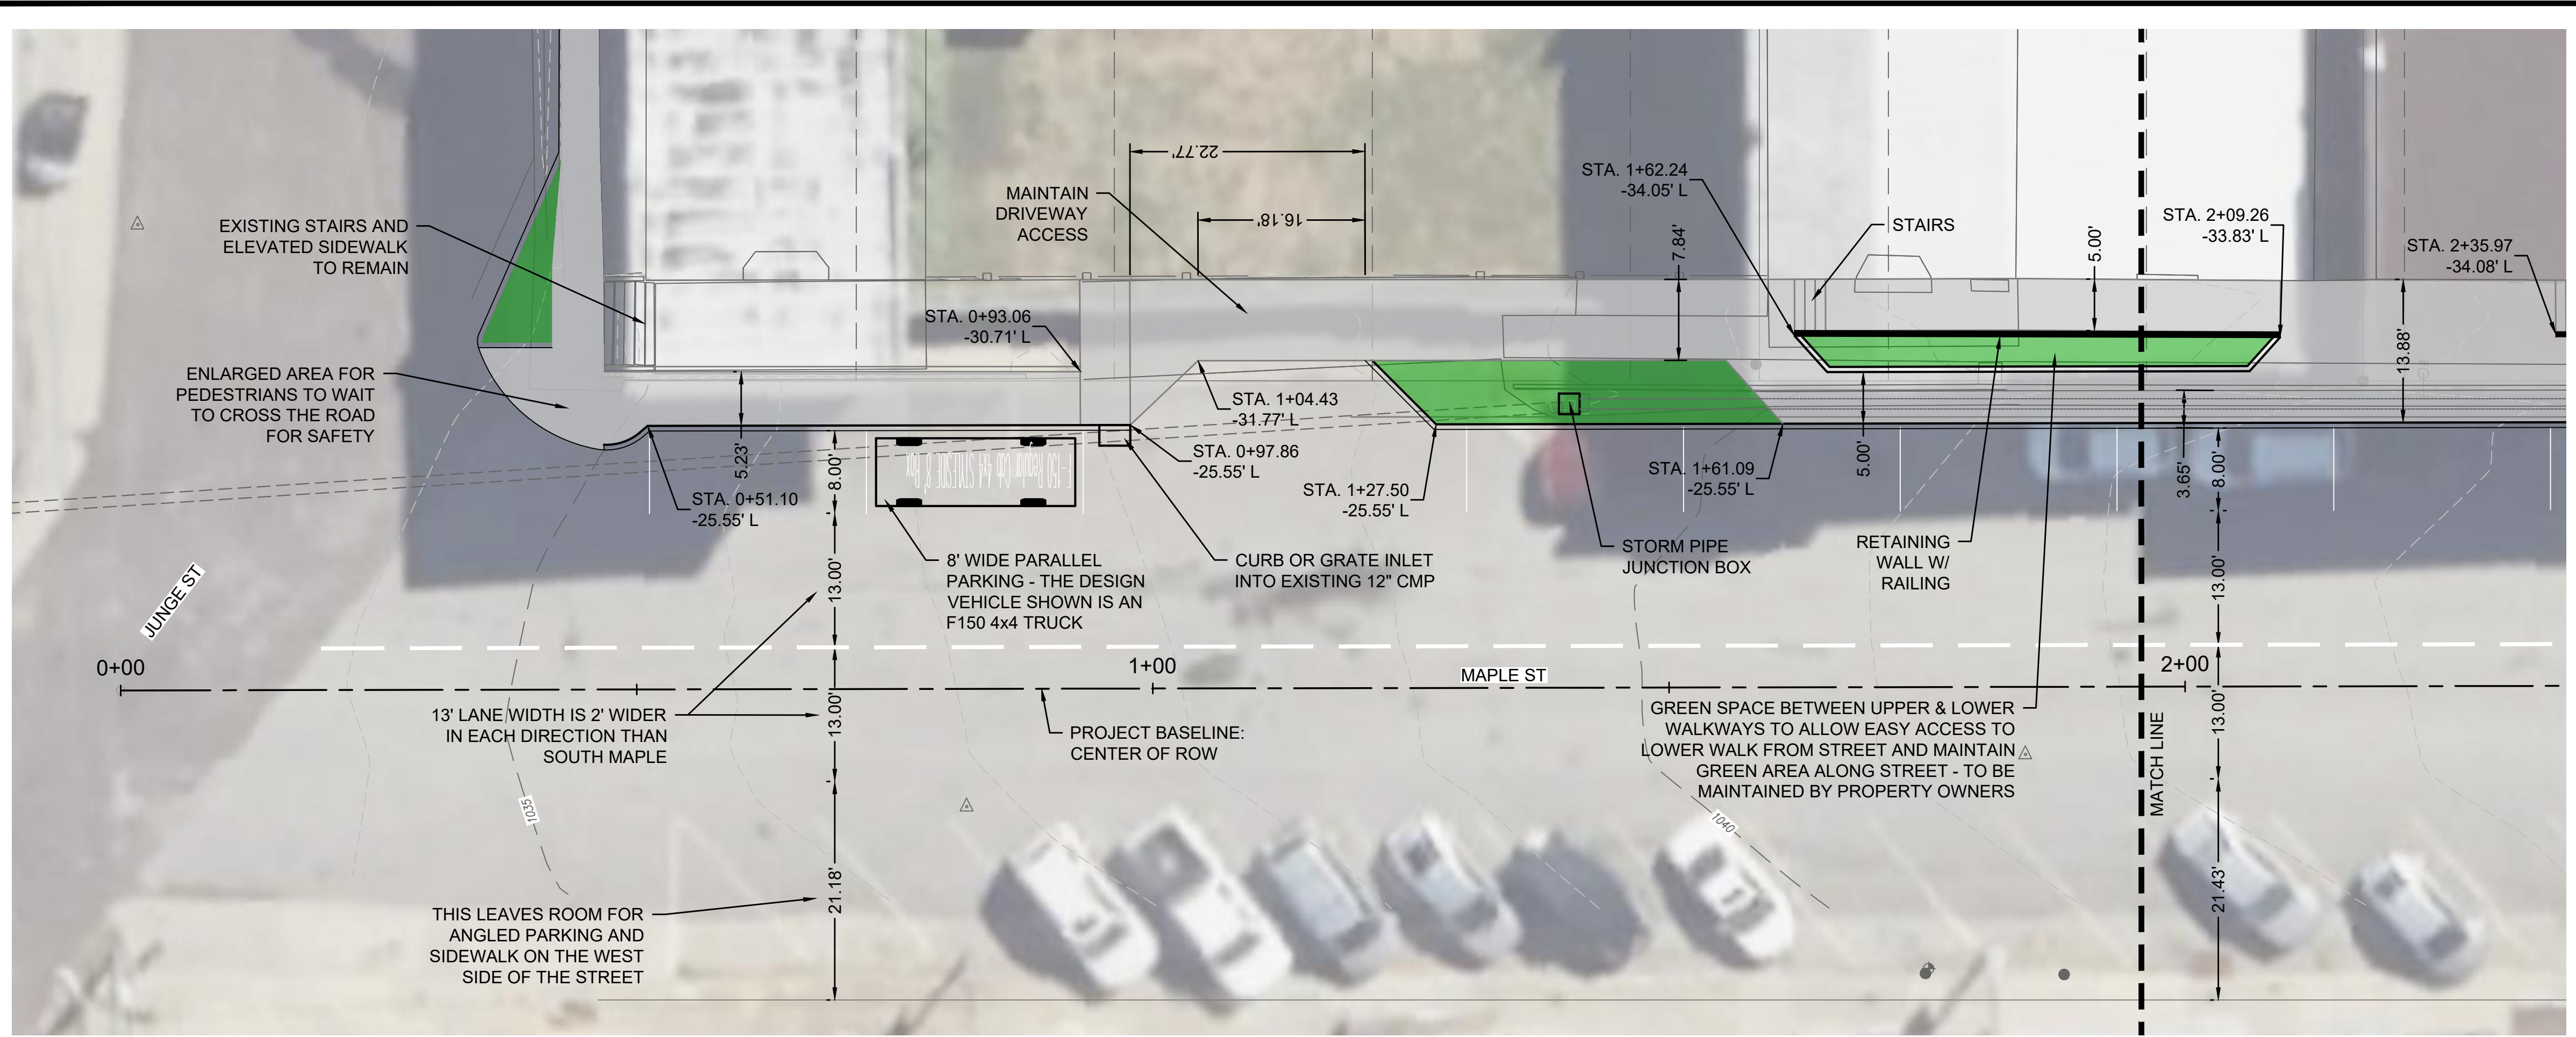 22.77'
16.18'
MAINTAIN
DRIVEWAY
ACCESS
STA. 1+62.24
-34.05' L
STAIRS
7.84'
5.00'
STA. 2+09.26
-33.83' L
STA. 2+35.97
-34.08' L
EXISTING STAIRS AND
ELEVATED SIDEWALK
TO REMAIN
STA. 0+93.06
-30.71' L
13.88'
ENLARGED AREA FOR
PEDESTRIANS TO WAIT
TO CROSS THE ROAD
FOR SAFETY
STA. 1+04.43
-31.77' L
5.23'
8.00'
F-150 Regular Cab 4x4 STYLESIDE 8' Box
STA. 0+97.86
-25.55' L
STA. 0+51.10
-25.55' L
STA. 1+27.50
-25.55' L
STA. 1+61.09
-25.55' L
5.00'
3.65'
8.00'
8' WIDE PARALLEL
PARKING - THE DESIGN
VEHICLE SHOWN IS AN
F150 4x4 TRUCK
CURB OR GRATE INLET
INTO EXISTING 12" CMP
STORM PIPE
JUNCTION BOX
RETAINING
WALL W/
RAILING
13.00'
13.00'
JUNGE ST
0+00
1+00
MAPLE ST
2+00
13' LANE WIDTH IS 2' WIDER
IN EACH DIRECTION THAN
SOUTH MAPLE
13.00'
PROJECT BASELINE:
CENTER OF ROW
GREEN SPACE BETWEEN UPPER & LOWER
WALKWAYS TO ALLOW EASY ACCESS TO
LOWER WALK FROM STREET AND MAINTAIN
GREEN AREA ALONG STREET - TO BE
MAINTAINED BY PROPERTY OWNERS
MATCH LINE
13.00'
1035
1040
21.18'
21.43'
THIS LEAVES ROOM FOR
ANGLED PARKING AND
SIDEWALK ON THE WEST
SIDE OF THE STREET